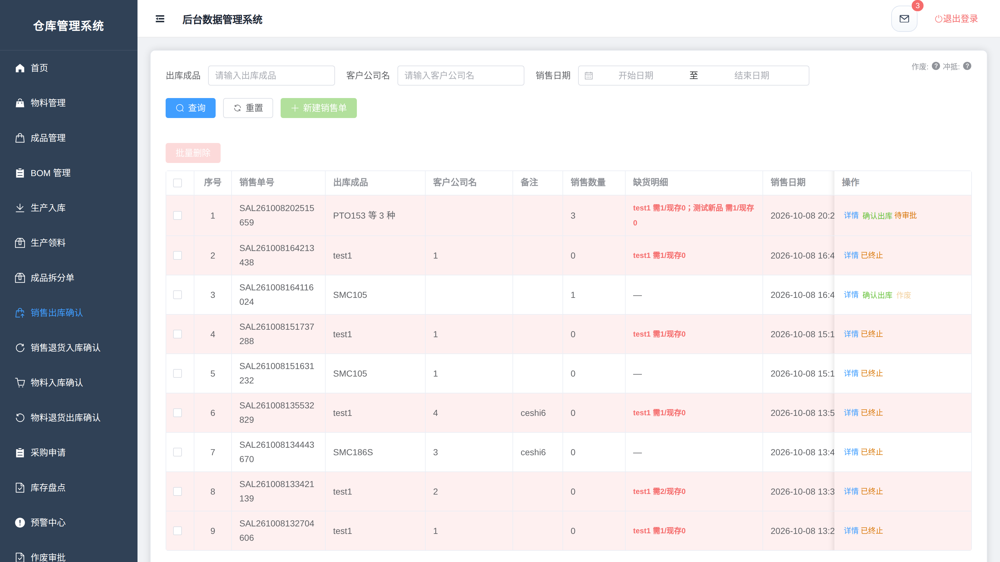 仓库管理系统
首页
物料管理
成品管理
BOM 管理
生产入库
生产领料
成品拆分单
销售出库确认
销售退货入库确认
物料入库确认
物料退货出库确认
采购申请
库存盘点
预警中心
作废审批
后台数据管理系统
3
退出登录
出库成品 请输入出库成品 客户公司名 请输入客户公司名 销售日期 开始日期 至 结束日期
作废: ? 冲抵: ?
查询 重置 新建销售单
批量删除
序号 销售单号 出库成品 客户公司名 备注 销售数量 缺货明细 销售日期 操作
1 SAL261008202515659 PTO153 等 3 种 3 test1 需1/现存0；测试新品 需1/现存0 2026-10-08 20:2 详情 确认出库 待审批
2 SAL261008164213438 test1 1 0 test1 需1/现存0 2026-10-08 16:4 详情 已终止
3 SAL261008164116024 SMC105 1 — 2026-10-08 16:4 详情 确认出库 作废
4 SAL261008151737288 test1 1 0 test1 需1/现存0 2026-10-08 15:1 详情 已终止
5 SAL261008151631232 SMC105 1 0 — 2026-10-08 15:1 详情 已终止
6 SAL261008135532829 test1 4 ceshi6 0 test1 需1/现存0 2026-10-08 13:5 详情 已终止
7 SAL261008134443670 SMC186S 3 ceshi6 0 — 2026-10-08 13:4 详情 已终止
8 SAL261008133421139 test1 2 0 test1 需2/现存0 2026-10-08 13:3 详情 已终止
9 SAL261008132704606 test1 1 0 test1 需1/现存0 2026-10-08 13:2 详情 已终止